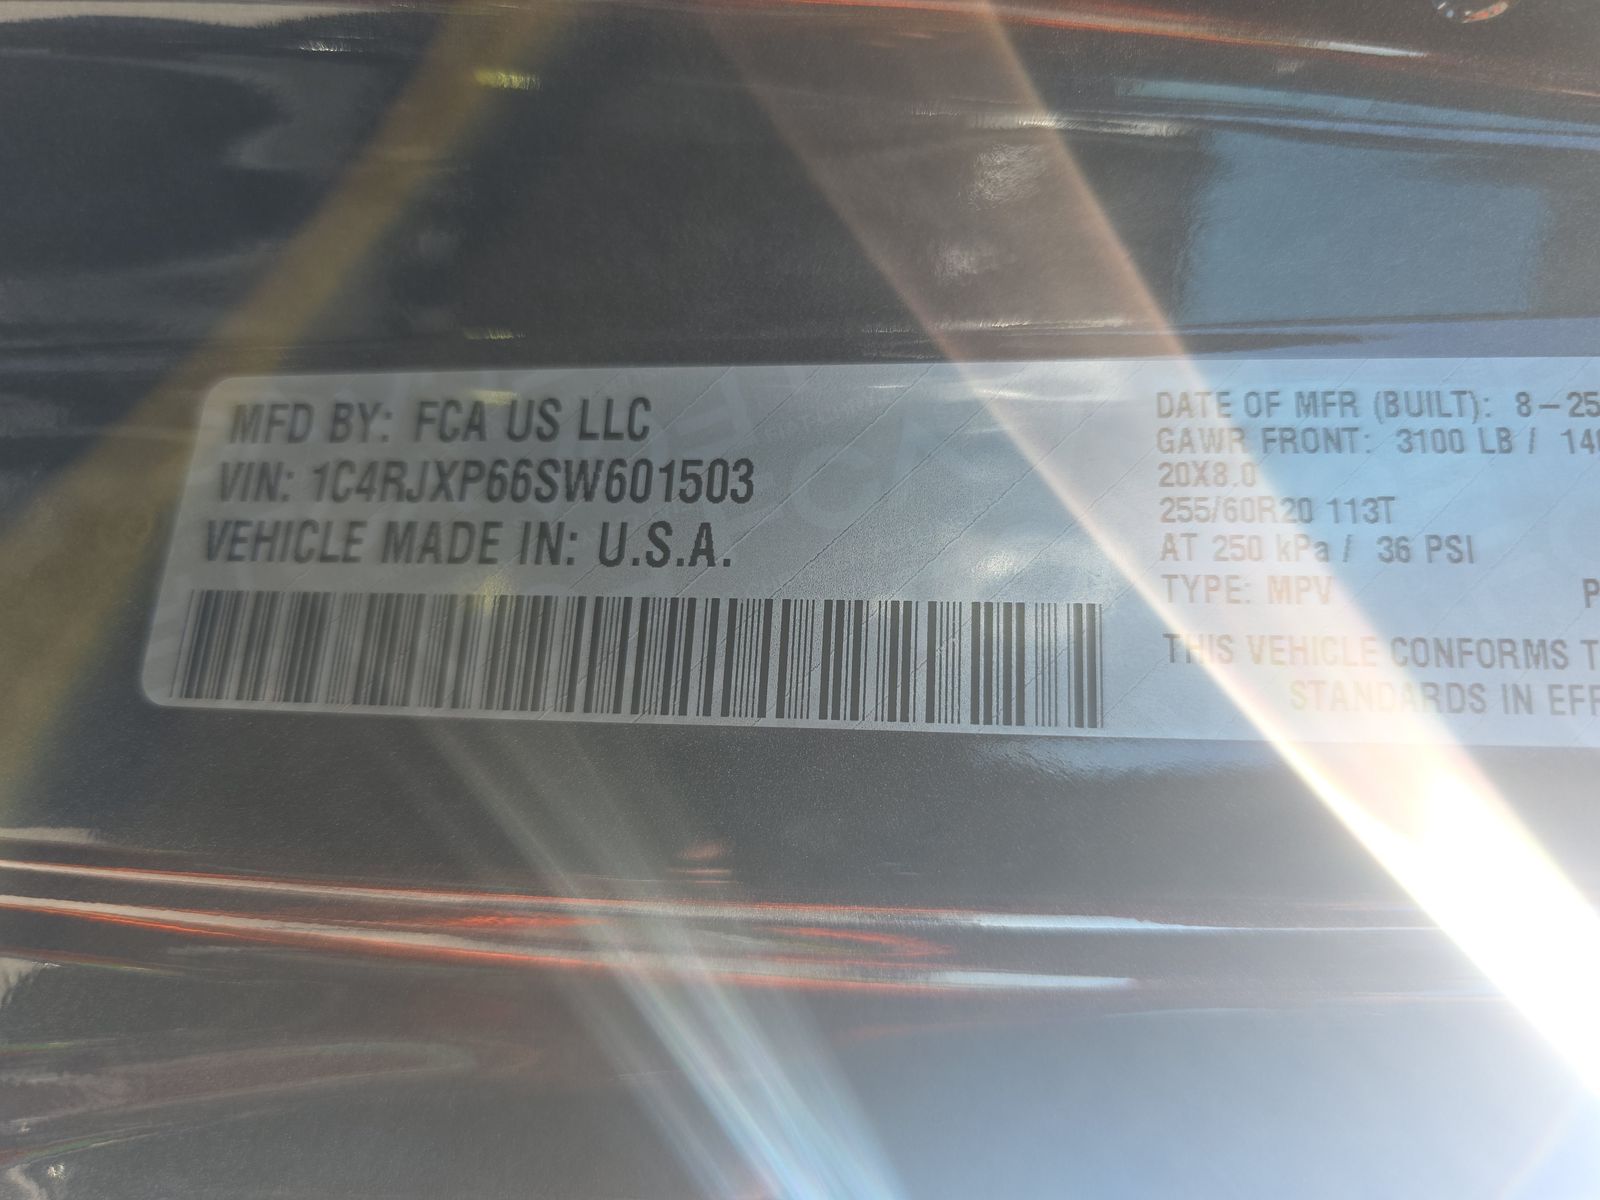 MFD BY: FCA US LLC
VIN: 1C4RJXP66SW601503
VEHICLE MADE IN: U.S.A.
DATE OF MFR (BUILT): 8-25
GAWR FRONT: 3100 LB /
20X8.0
255/60R20 113T
AT 250 kPa / 36 PSI
TYPE: MPV
THIS VEHICLE CONFORMS
STANDARDS IN